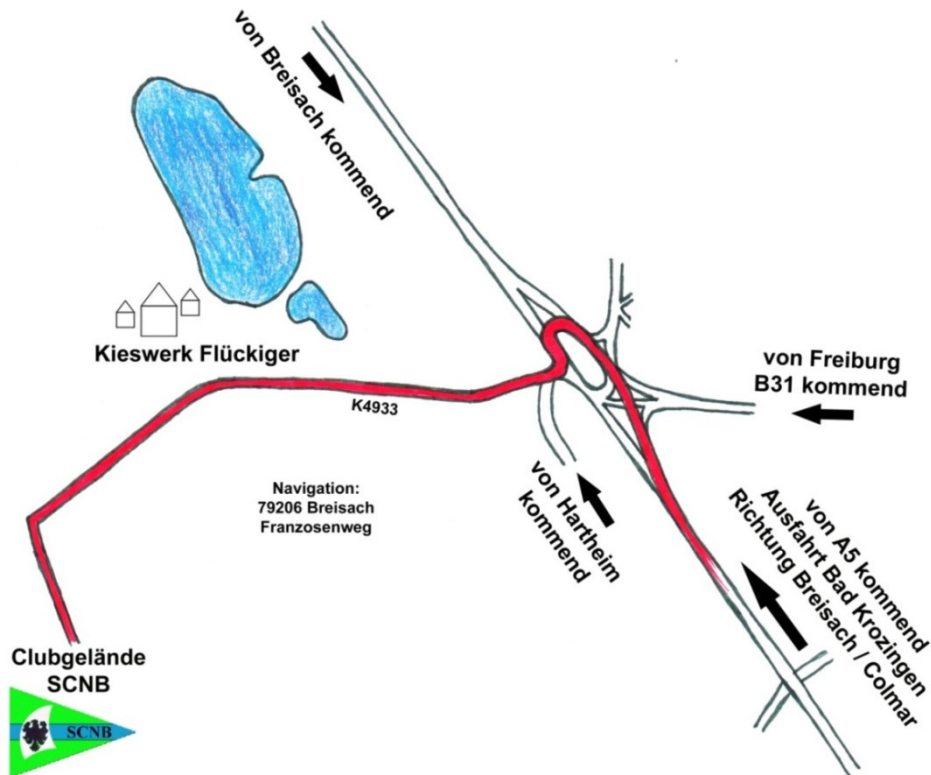 von Breisach kommend
Kieswerk Flückiger
von Freiburg
B31 kommend
K4933
von Hartheim
kommend
Navigation:
79206 Breisach
Franzosenweg
von A5 kommend
Ausfahrt Bad Krozingen
Richtung Breisach / Colmar
Clubgelände
SCNB
SCNB